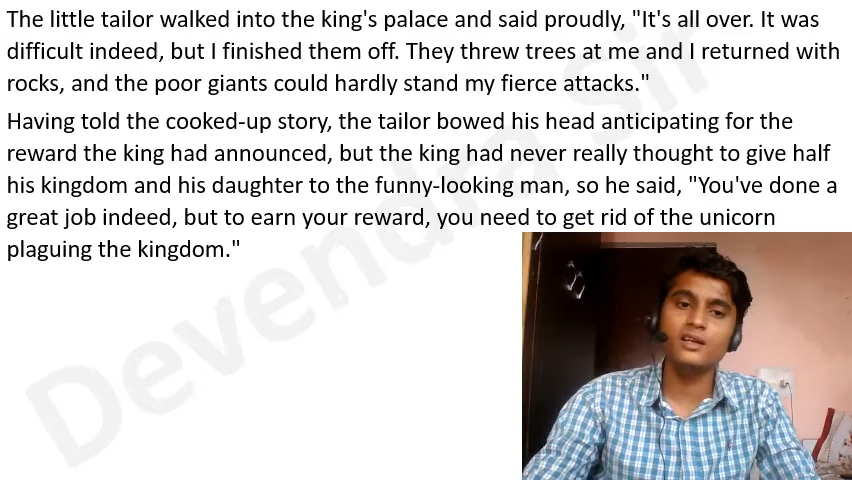 The little tailor walked into the king's palace and said proudly, "It's all over. It was
difficult indeed, but I finished them off. They threw trees at me and I returned with
rocks, and the poor giants could hardly stand my fierce attacks."
Having told the cooked-up story, the tailor bowed his head anticipating for the
reward the king had announced, but the king had never really thought to give half
his kingdom and his daughter to the funny-looking man, so he said, "You've done a
great job indeed, but to earn your reward, you need to get rid of the unicorn
plaguing the kingdom."
Devendra Sir